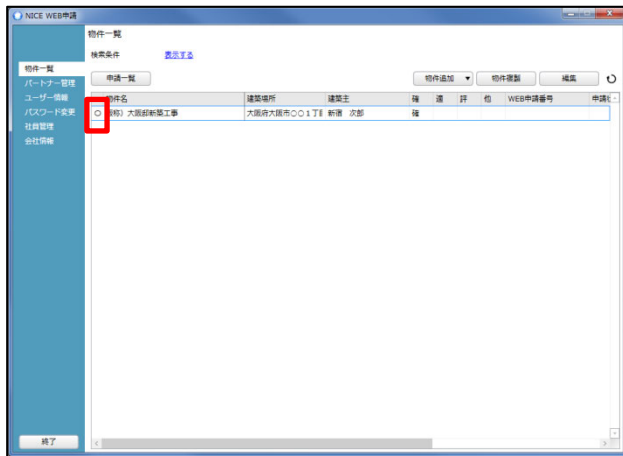 NICE WEB申請
物件一覧
検索条件 表示する
物件一覧
パートナー管理
ユーザー情報
パスワード変更
社員管理
会社情報
申請一覧 物件追加 ▼ 物件複製 編集
物件名 建築場所 建築主 確 適 評 他 WEB申請番号 申請
称）大阪邸新築工事 大阪府大阪市○○１丁目 新宿 次郎 確
終了